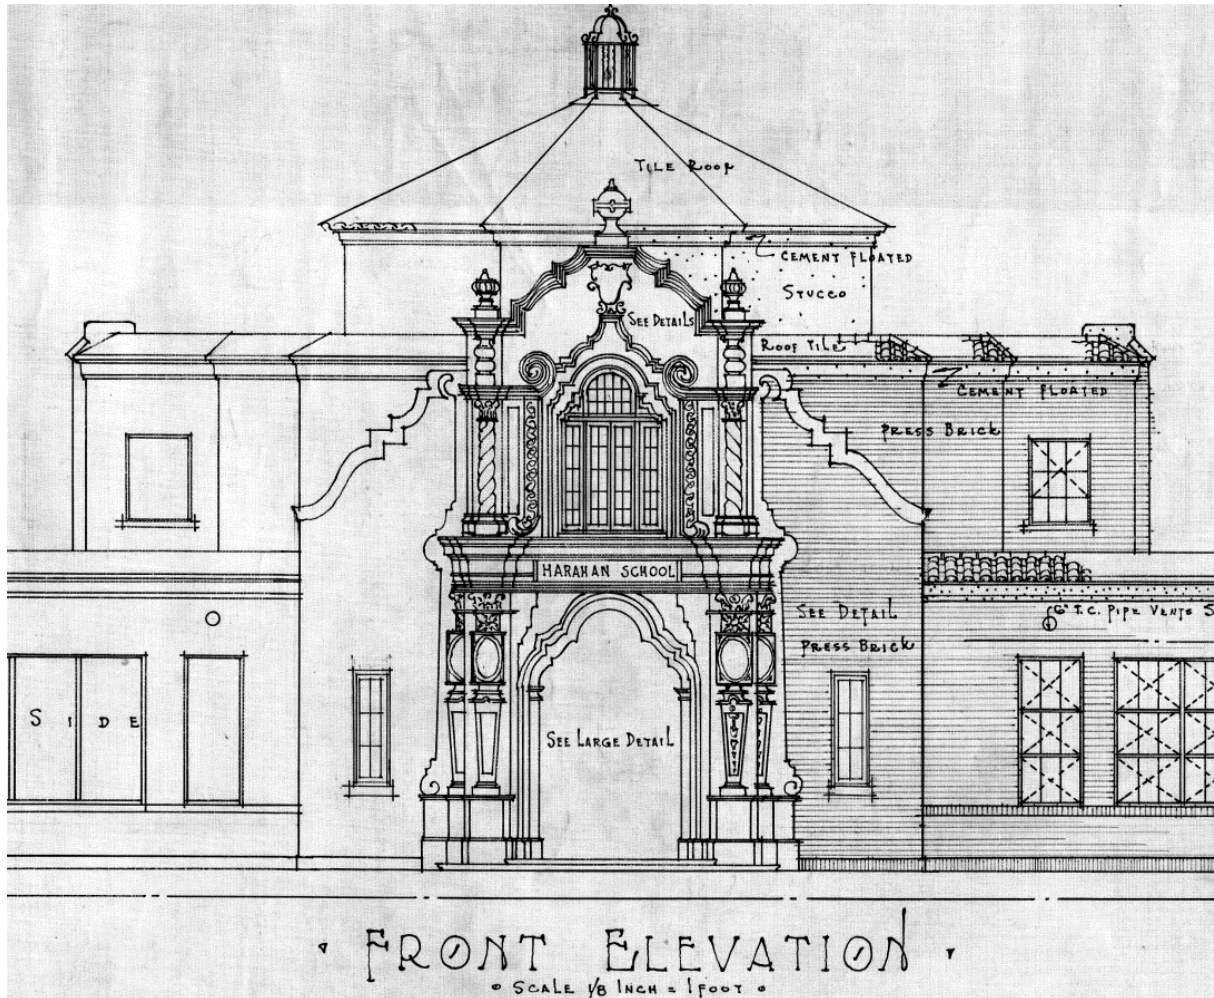 TILE ROOF
CEMENT FLOATED
STUCCO
SEE DETAILS
ROOF TILE
CEMENT FLOATED
PRESS BRICK
HARAHAN SCHOOL
SEE DETAIL
PRESS BRICK
6" T.C. PIPE VENTS S
SIDE
SEE LARGE DETAIL
FRONT ELEVATION
SCALE 1/8 INCH = 1 FOOT